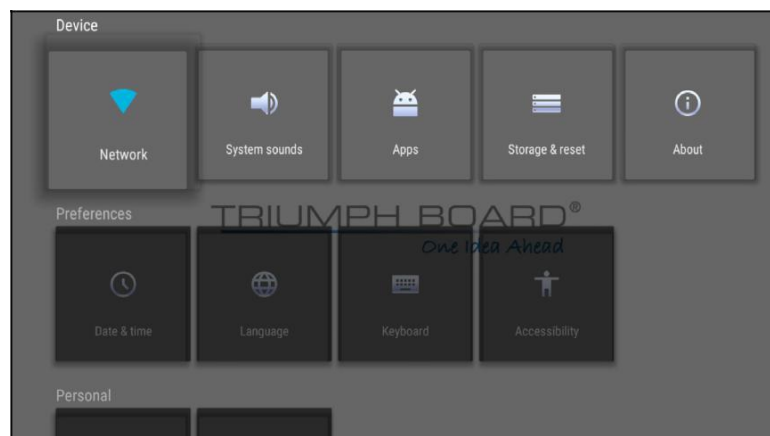 Device
Network
System sounds
Apps
Storage & reset
About
Preferences
TRIUMPH BOARD®
One Idea Ahead
Date & time
Language
Keyboard
Accessibility
Personal